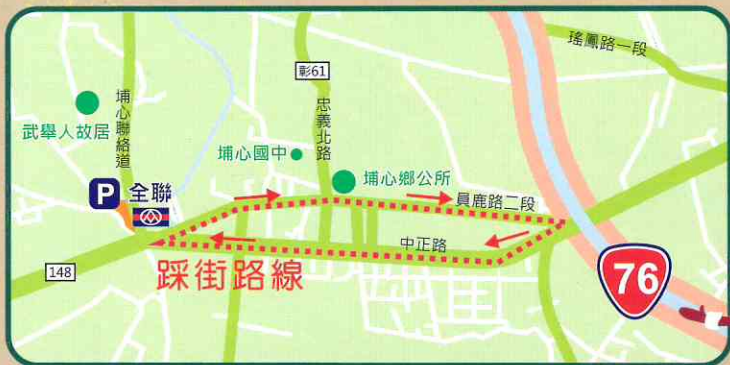 瑤鳳路一段
彰61
武舉人故居
埔心聯絡道
忠義北路
埔心國中
埔心鄉公所
P
全聯
員鹿路二段
中正路
148
踩街路線
76